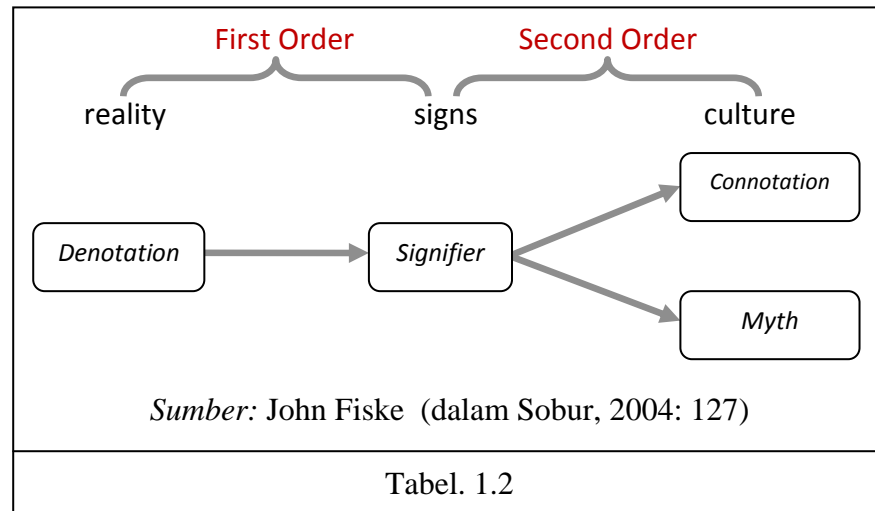 First Order Second Order
reality signs culture
Connotation
Denotation Signifier
Myth
Sumber: John Fiske (dalam Sobur, 2004: 127)
Tabel. 1.2